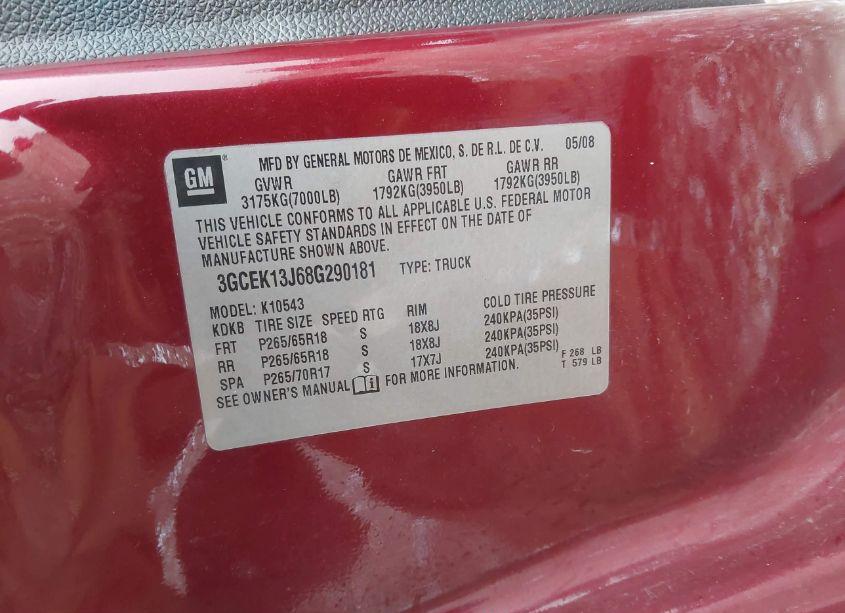 GM
MFD BY GENERAL MOTORS DE MEXICO, S. DE R.L. DE C.V. 05/08
GVWR GAWR FRT GAWR RR
3175KG(7000LB) 1792KG(3950LB) 1792KG(3950LB)
THIS VEHICLE CONFORMS TO ALL APPLICABLE U.S. FEDERAL MOTOR
VEHICLE SAFETY STANDARDS IN EFFECT ON THE DATE OF
MANUFACTURE SHOWN ABOVE.
3GCEK13J68G290181 TYPE: TRUCK
MODEL: K10543
KDKB TIRE SIZE SPEED RTG RIM COLD TIRE PRESSURE
FRT P265/65R18 S 18X8J 240KPA(35PSI)
RR P265/65R18 S 18X8J 240KPA(35PSI)
SPA P265/70R17 S 17X7J 240KPA(35PSI)
SEE OWNER'S MANUAL i FOR MORE INFORMATION.
F 268 LB
T 579 LB